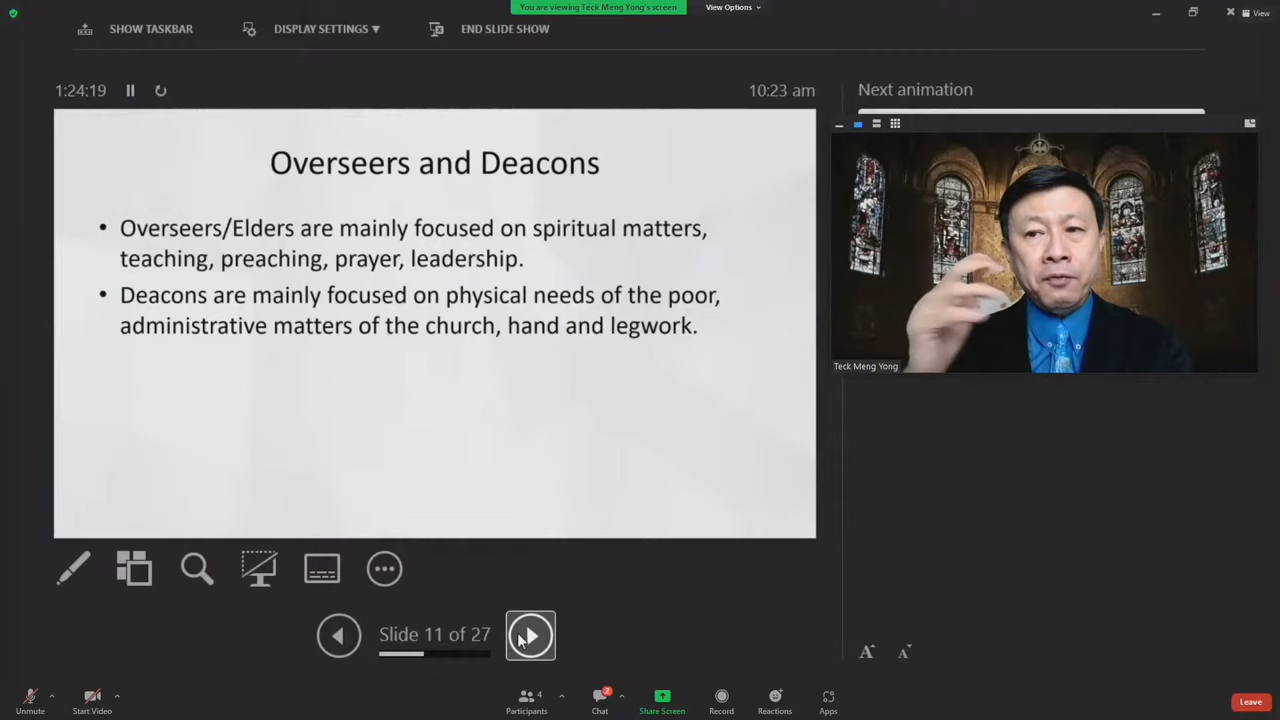 You are viewing Teck Meng Yong's screen
View Options
View
SHOW TASKBAR
DISPLAY SETTINGS
END SLIDE SHOW
1:24:19
10:23 am
Next animation
Overseers and Deacons
• Overseers/Elders are mainly focused on spiritual matters,
teaching, preaching, prayer, leadership.
• Deacons are mainly focused on physical needs of the poor,
administrative matters of the church, hand and legwork.
Teck Meng Yong
Slide 11 of 27
A A
Unmute
Start Video
4
Participants
2
Chat
Share Screen
Record
Reactions
Apps
Leave